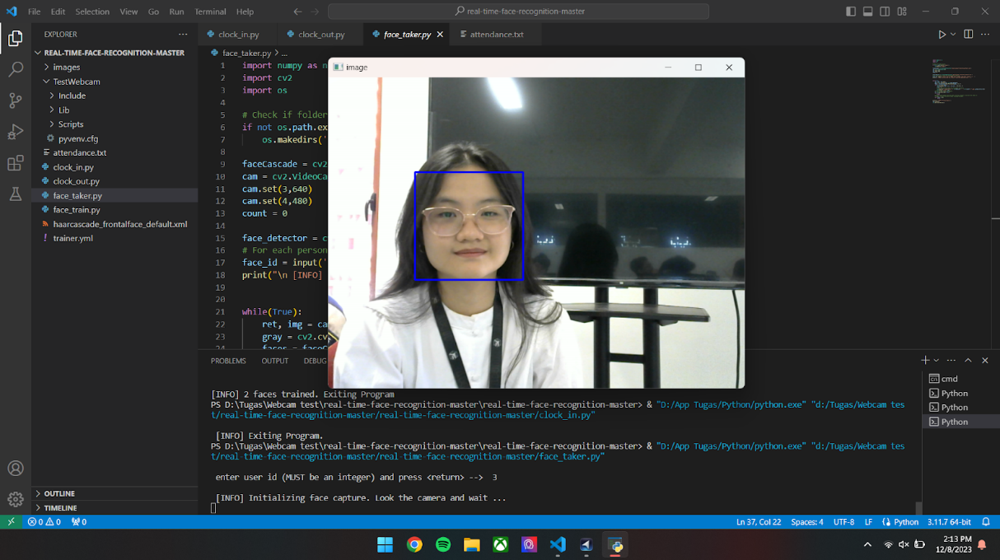 File Edit Selection View Go Run Terminal Help
real-time-face-recognition-master
EXPLORER
REAL-TIME-FACE-RECOGNITION-MASTER
images
TestWebcam
Include
Lib
Scripts
pyvenv.cfg
attendance.txt
clock_in.py
clock_out.py
face_taker.py
face_train.py
haarcascade_frontalface_default.xml
trainer.yml
OUTLINE
TIMELINE
clock_in.py clock_out.py face_taker.py attendance.txt
face_taker.py > ...
1 import numpy as n
2 import cv2
3 import os
4
5 # Check if folder
6 if not os.path.ex
7 os.makedirs('
8
9 faceCascade = cv2
10 cam = cv2.VideoCa
11 cam.set(3,640)
12 cam.set(4,480)
13 count = 0
14
15 face_detector = c
16 # For each person
17 face_id = input('
18 print("\n [INFO]
19
20
21 while(True):
22 ret, img = ca
23 gray = cv2.cv
24 faces = faceC
image
PROBLEMS OUTPUT DEBUG
[INFO] 2 faces trained. Exiting Program
PS D:\Tugas\Webcam test\real-time-face-recognition-master\real-time-face-recognition-master> & "D:/App Tugas/Python/python.exe" "d:/Tugas/Webcam tes
t/real-time-face-recognition-master/real-time-face-recognition-master/clock_in.py"
[INFO] Exiting Program.
PS D:\Tugas\Webcam test\real-time-face-recognition-master\real-time-face-recognition-master> & "D:/App Tugas/Python/python.exe" "d:/Tugas/Webcam tes
t/real-time-face-recognition-master/real-time-face-recognition-master/face_taker.py"
enter user id (MUST be an integer) and press <return> --> 3
[INFO] Initializing face capture. Look the camera and wait ...
cmd
Python
Python
Python
0 0 0 Ln 37, Col 22 Spaces: 4 UTF-8 LF Python 3.11.7 64-bit
2:13 PM
12/8/2023